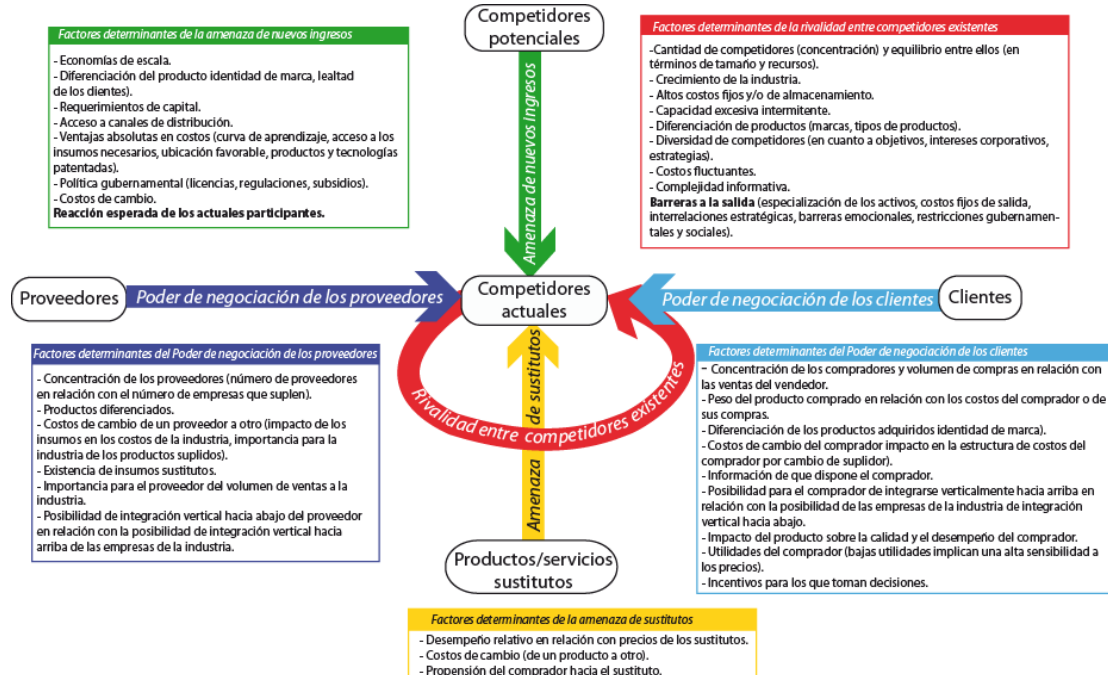 Competidores
potenciales
Factores determinantes de la amenaza de nuevos ingresos
- Economías de escala.
- Diferenciación del producto identidad de marca, lealtad
de los clientes).
- Requerimientos de capital.
- Acceso a canales de distribución.
- Ventajas absolutas en costos (curva de aprendizaje, acceso a los
insumos necesarios, ubicación favorable, productos y tecnologías
patentadas).
- Política gubernamental (licencias, regulaciones, subsidios).
- Costos de cambio.
Reacción esperada de los actuales participantes.
Amenaza de nuevos ingresos
Factores determinantes de la rivalidad entre competidores existentes
-Cantidad de competidores (concentración) y equilibrio entre ellos (en
términos de tamaño y recursos).
- Crecimiento de la industria.
- Altos costos fijos y/o de almacenamiento.
- Capacidad excesiva intermitente.
- Diferenciación de productos (marcas, tipos de productos).
- Diversidad de competidores (en cuanto a objetivos, intereses corporativos,
estrategias).
- Costos fluctuantes.
- Complejidad informativa.
Barreras a la salida (especialización de los activos, costos fijos de salida,
interrelaciones estratégicas, barreras emocionales, restricciones gubernamen-
tales y sociales).
Proveedores
Poder de negociación de los proveedores
Competidores
actuales
Poder de negociación de los clientes
Clientes
Rivalidad entre competidores existentes
Factores determinantes del Poder de negociación de los proveedores
- Concentración de los proveedores (número de proveedores
en relación con el número de empresas que suplen).
- Productos diferenciados.
- Costos de cambio de un proveedor a otro (impacto de los
insumos en los costos de la industria, importancia para la
industria de los productos suplidos).
- Existencia de insumos sustitutos.
- Importancia para el proveedor del volumen de ventas a la
industria.
- Posibilidad de integración vertical hacia abajo del proveedor
en relación con la posibilidad de integración vertical hacia
arriba de las empresas de la industria.
Amenaza de sustitutos
Factores determinantes del Poder de negociación de los clientes
- Concentración de los compradores y volumen de compras en relación con
las ventas del vendedor.
- Peso del producto comprado en relación con los costos del comprador o de
sus compras.
- Diferenciación de los productos adquiridos identidad de marca).
- Costos de cambio del comprador impacto en la estructura de costos del
comprador por cambio de suplidor).
- Información de que dispone el comprador.
- Posibilidad para el comprador de integrarse verticalmente hacia arriba en
relación con la posibilidad de las empresas de la industria de integración
vertical hacia abajo.
- Impacto del producto sobre la calidad y el desempeño del comprador.
- Utilidades del comprador (bajas utilidades implican una alta sensibilidad a
los precios).
- Incentivos para los que toman decisiones.
Productos/servicios
sustitutos
Factores determinantes de la amenaza de sustitutos
- Desempeño relativo en relación con precios de los sustitutos.
- Costos de cambio (de un producto a otro).
- Propensión del comprador hacia el sustituto.